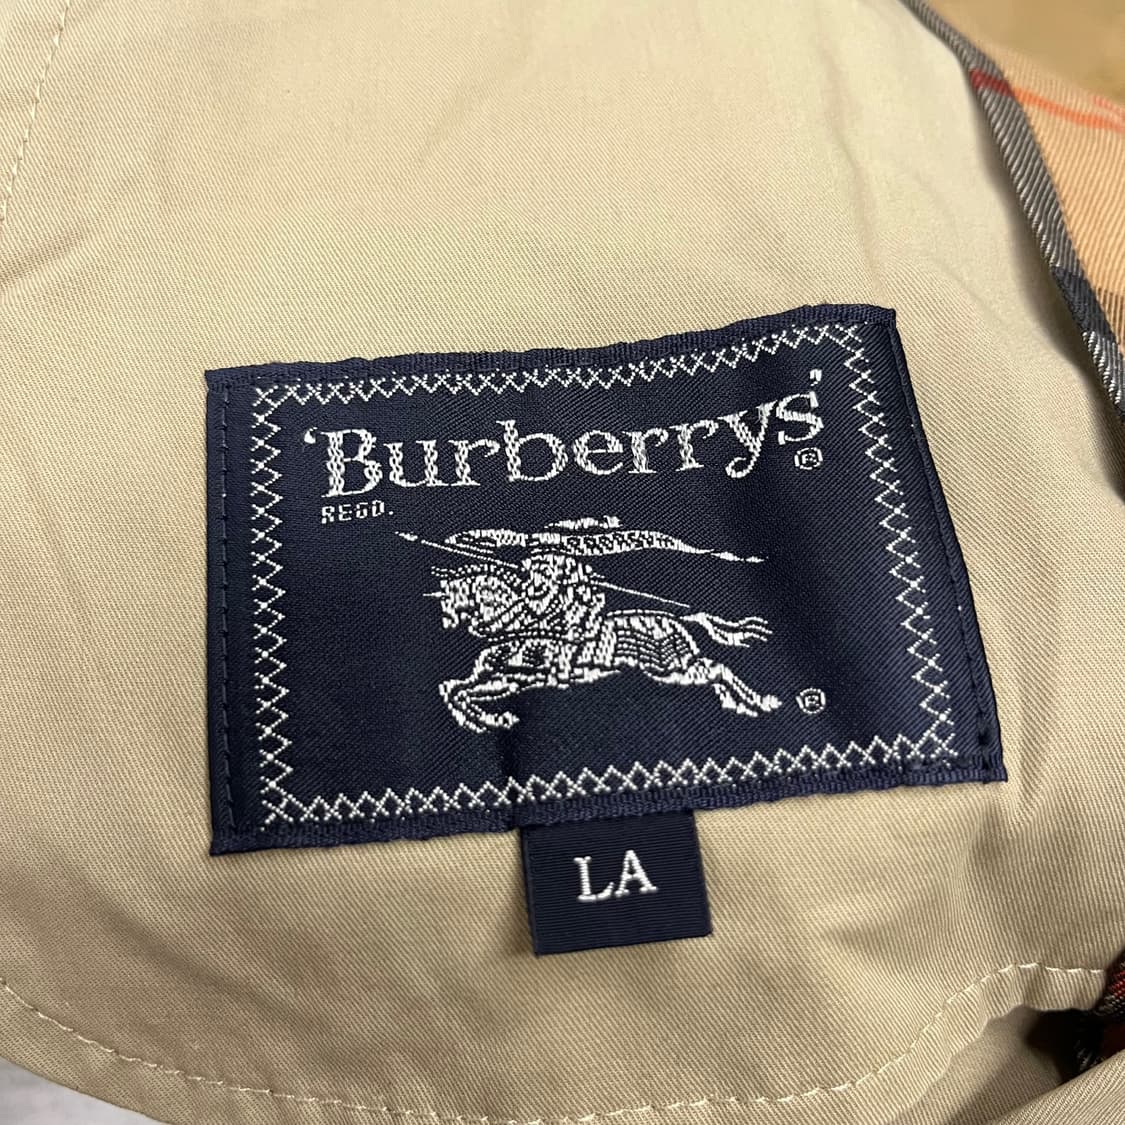 ‘Burberrys’
®
REGD.
®
LA